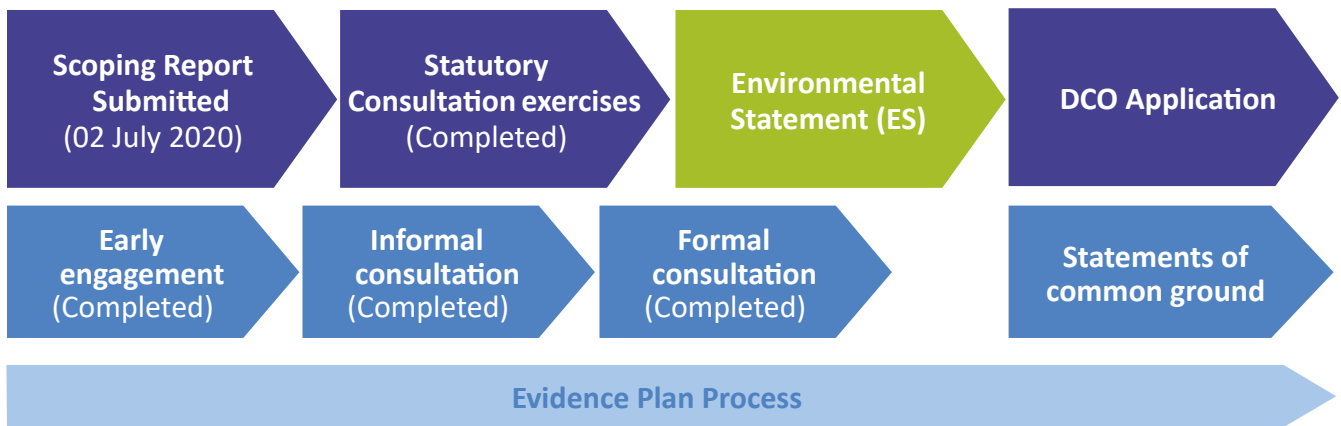 Scoping Report
Submitted
(02 July 2020)
Statutory
Consultation exercises
(Completed)
Environmental
Statement (ES)
DCO Application
Early
engagement
(Completed)
Informal
consultation
(Completed)
Formal
consultation
(Completed)
Statements of
common ground
Evidence Plan Process